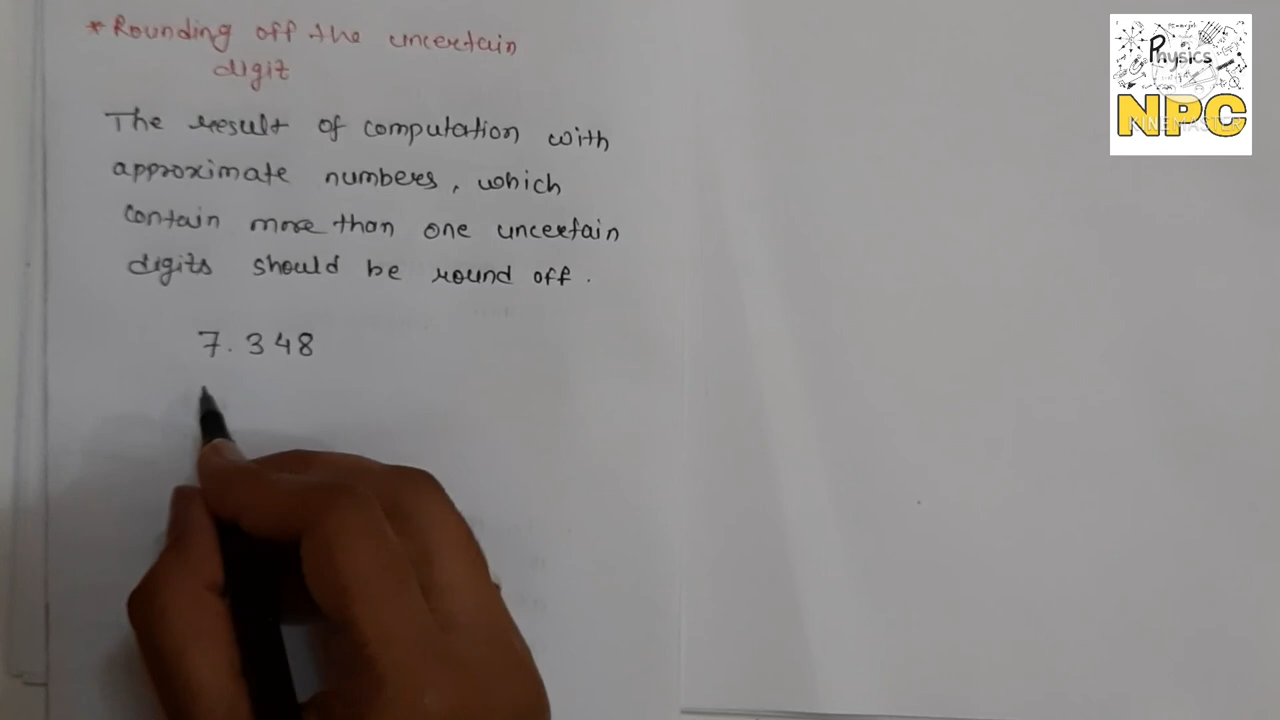 * Rounding off the uncertain
digit
The result of computation with
approximate numbers, which
contain more than one uncertain
digits should be round off.
7.348
Physics
NPC
KINEMASTER